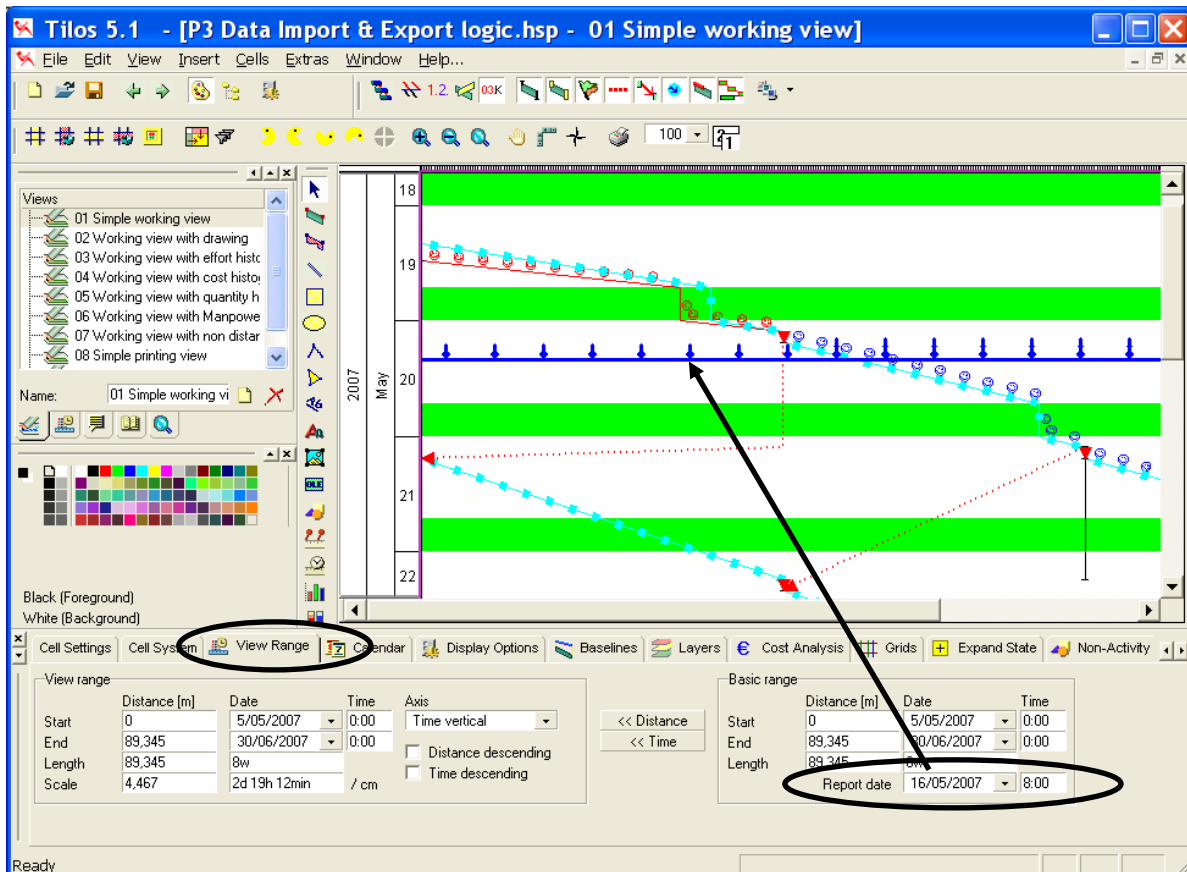 Tilos 5.1 - [P3 Data Import & Export logic.hsp - 01 Simple working view]
File Edit View Insert Cells Extras Window Help...
1.2. 03K
100
Views
01 Simple working view
02 Working view with drawing
03 Working view with effort histo
04 Working view with cost histo
05 Working view with quantity h
06 Working view with Manpowe
07 Working view with non distar
08 Simple printing view
Name: 01 Simple working vi
Black (Foreground)
White (Background)
OLE
2007
May
18
19
20
21
22
Cell Settings Cell System View Range Calendar Display Options Baselines Layers Cost Analysis Grids Expand State Non-Activity
View range
Distance [m] Date Time Axis
Start 0 5/05/2007 0:00 Time vertical
End 89,345 30/06/2007 0:00
Length 89,345 8w
Scale 4,467 2d 19h 12min / cm
Distance descending
Time descending
<< Distance
<< Time
Basic range
Distance [m] Date Time
Start 0 5/05/2007 0:00
End 89,345 30/06/2007 0:00
Length 89,345 8w
Report date 16/05/2007 8:00
Ready